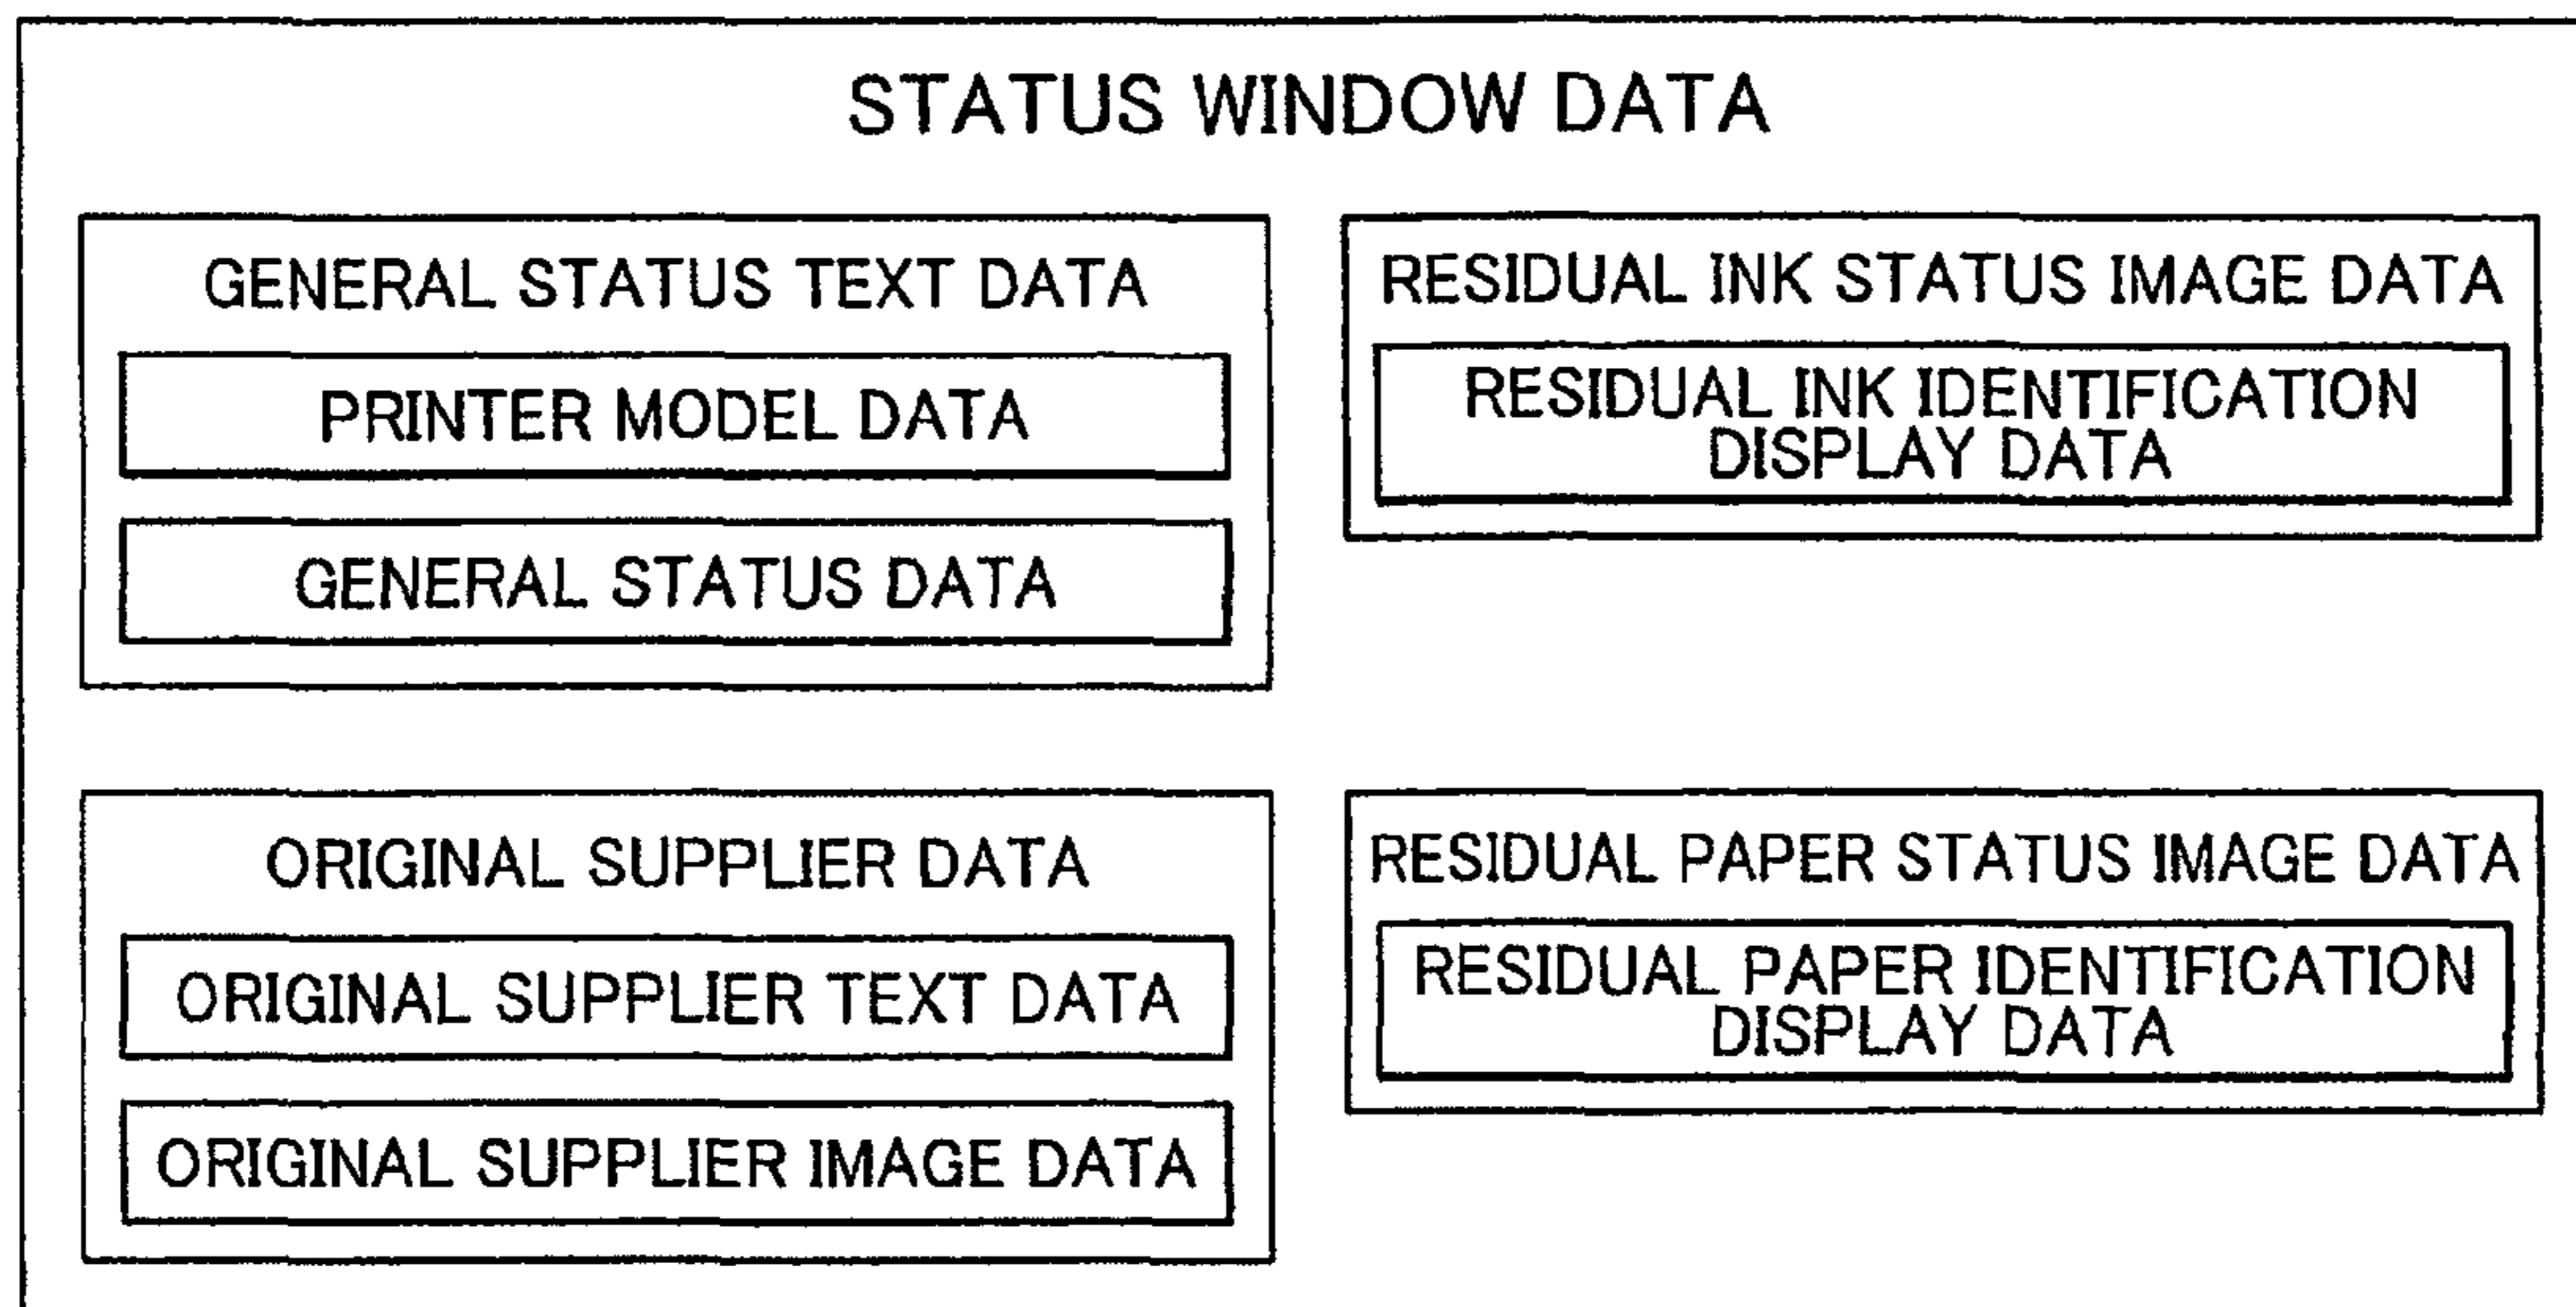 STATUS WINDOW DATA
GENERAL STATUS TEXT DATA
PRINTER MODEL DATA
GENERAL STATUS DATA
RESIDUAL INK STATUS IMAGE DATA
RESIDUAL INK IDENTIFICATION
DISPLAY DATA
ORIGINAL SUPPLIER DATA
ORIGINAL SUPPLIER TEXT DATA
ORIGINAL SUPPLIER IMAGE DATA
RESIDUAL PAPER STATUS IMAGE DATA
RESIDUAL PAPER IDENTIFICATION
DISPLAY DATA